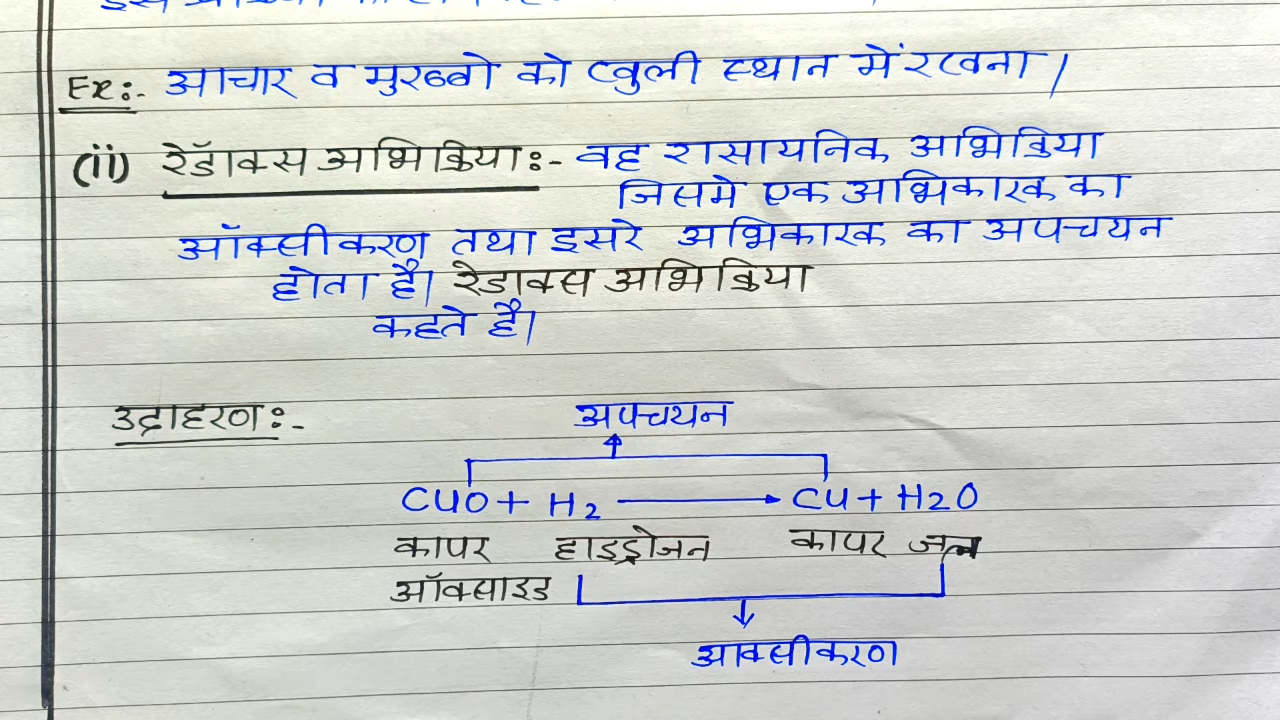 Ex:- आचार व मुरब्बो को खुली स्थान में रखना।
(ii) रेडॉक्स अभिक्रिया:- वह रासायनिक अभिक्रिया
जिसमे एक अभिकारक का
ऑक्सीकरण तथा दुसरे अभिकारक का अपचयन
होता है। रेडाक्स अभिक्रिया
कहते है।
उदाहरण:-
अपचयन
CuO + H2 → Cu + H2O
कापर हाइड्रोजन कापर जल
ऑक्साइड
आक्सीकरण